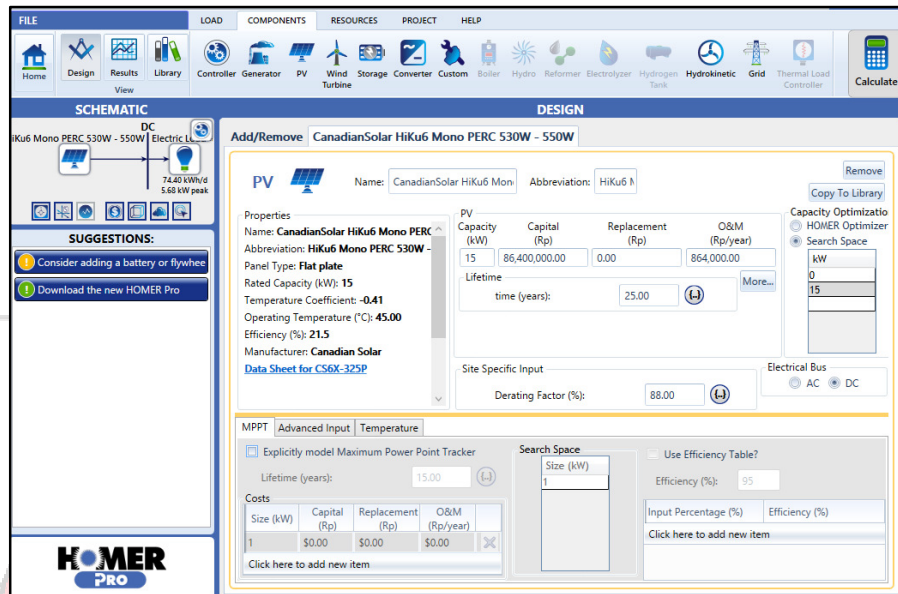 FILE
LOAD COMPONENTS RESOURCES PROJECT HELP
Home Design Results Library Controller Generator PV Wind Turbine Storage Converter Custom Boiler Hydro Reformer Electrolyzer Hydrogen Tank Hydrokinetic Grid Thermal Load Controller Calculate
View
SCHEMATIC
DC
HiKu6 Mono PERC 530W - 550W Electric L
74.40 kWh/d
5.68 kW peak
SUGGESTIONS:
Consider adding a battery or flywhee
Download the new HOMER Pro
HOMER
PRO
DESIGN
Add/Remove CanadianSolar HiKu6 Mono PERC 530W - 550W
PV Name: CanadianSolar HiKu6 Mon Abbreviation: HiKu6 M
Remove
Copy To Library
Properties
Name: CanadianSolar HiKu6 Mono PERC
Abbreviation: HiKu6 Mono PERC 530W -
Panel Type: Flat plate
Rated Capacity (kW): 15
Temperature Coefficient: -0.41
Operating Temperature (°C): 45.00
Efficiency (%): 21.5
Manufacturer: Canadian Solar
Data Sheet for CS6X-325P
PV
Capacity (kW) Capital (Rp) Replacement (Rp) O&M (Rp/year)
15 86,400,000.00 0.00 864,000.00
Lifetime
time (years): 25.00 (..)
More...
Capacity Optimizatio
HOMER Optimizer
Search Space
kW
0
15
Site Specific Input
Derating Factor (%): 88.00 (..)
Electrical Bus
AC DC
MPPT Advanced Input Temperature
Explicitly model Maximum Power Point Tracker
Lifetime (years): 15.00 (..)
Costs
Size (kW) Capital (Rp) Replacement (Rp) O&M (Rp/year)
1 $0.00 $0.00 $0.00
Click here to add new item
Search Space
Size (kW)
1
Use Efficiency Table?
Efficiency (%): 95
Input Percentage (%) Efficiency (%)
Click here to add new item